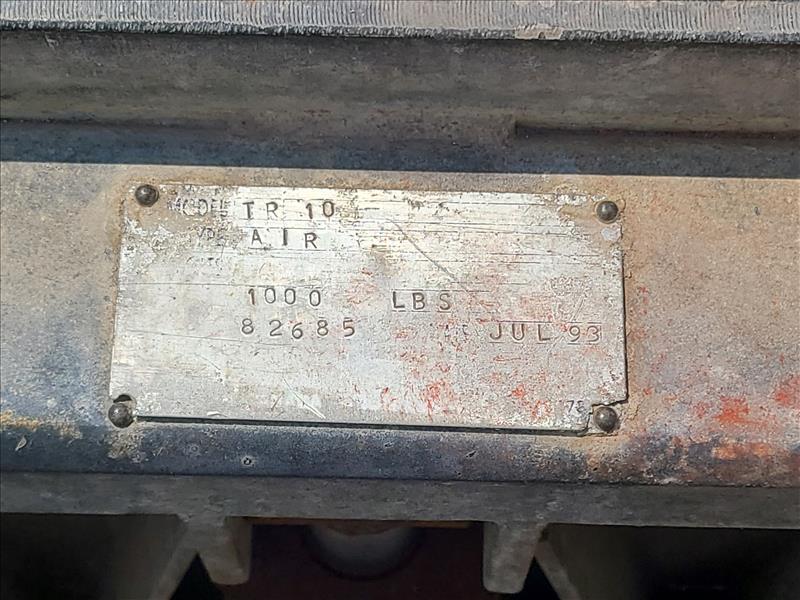 MODEL TR 10
TYPE AIR
1000 LBS
82685 JUL 93